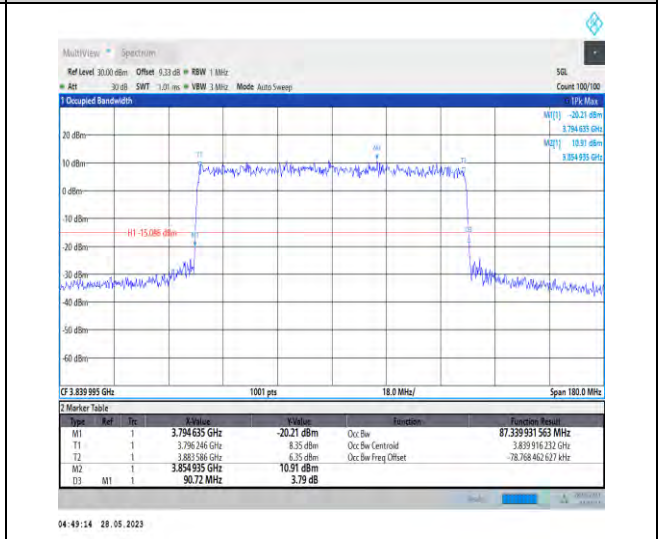 MultiView Spectrum
Ref Level 30.00 dBm Offset 9.33 dB RBW 1 MHz SGL
Att 30 dB SWT 1.01 ms VBW 3 MHz Mode Auto Sweep Count 100/100
1 Occupied Bandwidth 1Pk Max
M1[1] -20.21 dBm
3.794 635 GHz
M2[1] 10.91 dBm
3.854 935 GHz
20 dBm
10 dBm
0 dBm
-10 dBm
H1 -15.086 dBm
-20 dBm
-30 dBm
-40 dBm
-50 dBm
-60 dBm
CF 3.839 995 GHz 1001 pts 18.0 MHz/ Span 180.0 MHz
2 Marker Table
Type Ref Trc X-Value Y-Value Function Function Result
M1 1 3.794 635 GHz -20.21 dBm Occ Bw 87.339 931 563 MHz
T1 1 3.796 246 GHz 8.35 dBm Occ Bw Centroid 3.839 916 232 GHz
T2 1 3.883 586 GHz 6.35 dBm Occ Bw Freq Offset -78.768 462 627 kHz
M2 1 3.854 935 GHz 10.91 dBm
D3 M1 1 90.72 MHz 3.79 dB
04:49:14 28.05.2023